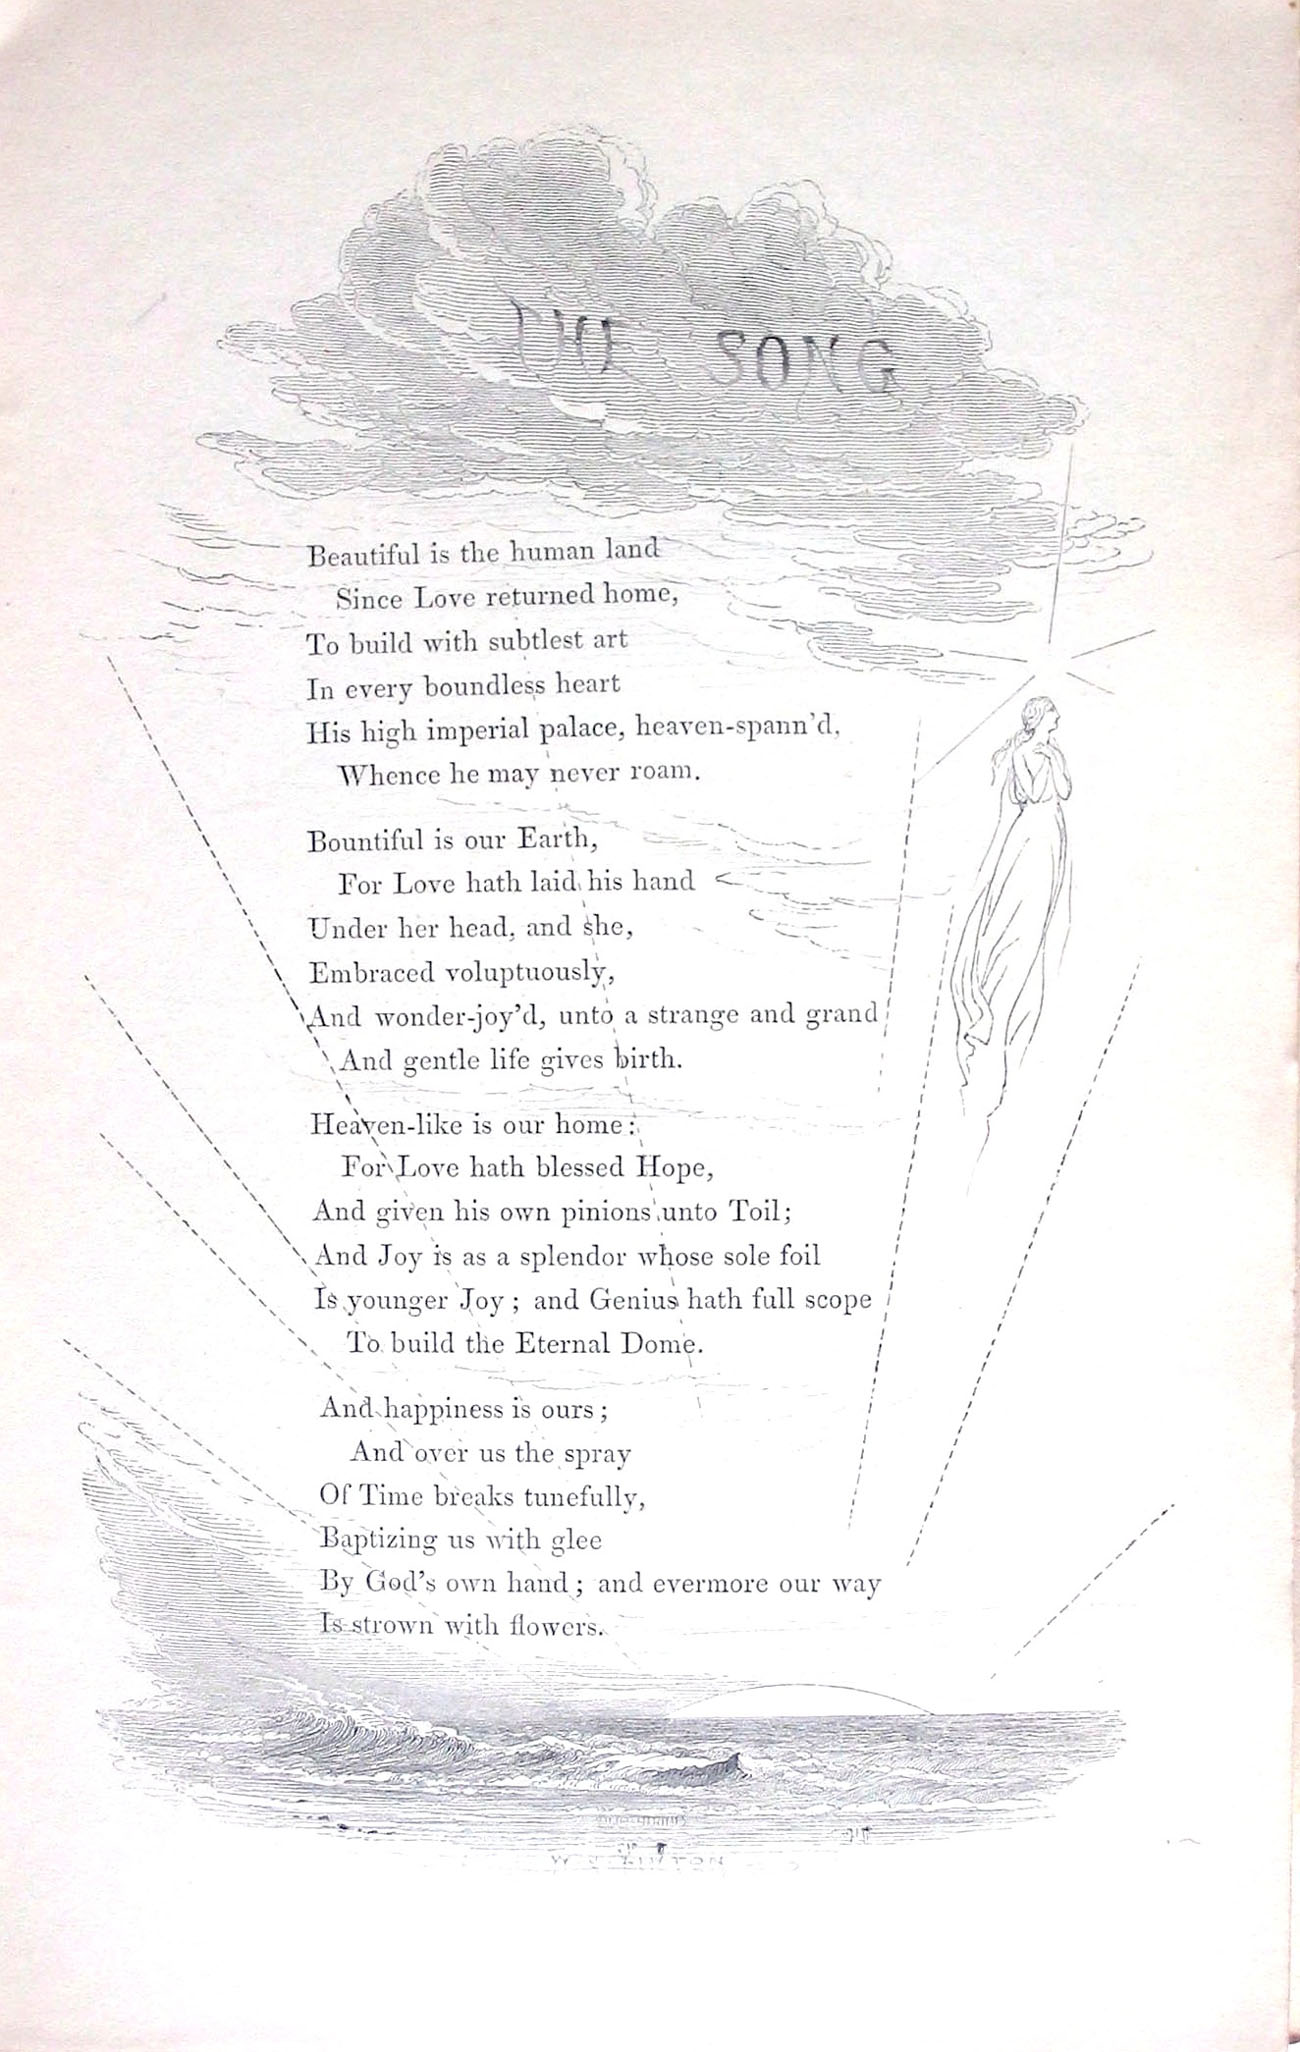 THE SONG
Beautiful is the human land
Since Love returned home,
To build with subtlest art
In every boundless heart
His high imperial palace, heaven-spann'd,
Whence he may never roam.
Bountiful is our Earth,
For Love hath laid his hand
Under her head, and she,
Embraced voluptuously,
And wonder-joy'd, unto a strange and grand
And gentle life gives birth.
Heaven-like is our home:
For Love hath blessed Hope,
And given his own pinions unto Toil;
And Joy is as a splendor whose sole foil
Is younger Joy; and Genius hath full scope
To build the Eternal Dome.
And happiness is ours;
And over us the spray
Of Time breaks tunefully,
Baptizing us with glee
By God's own hand; and evermore our way
Is strown with flowers.